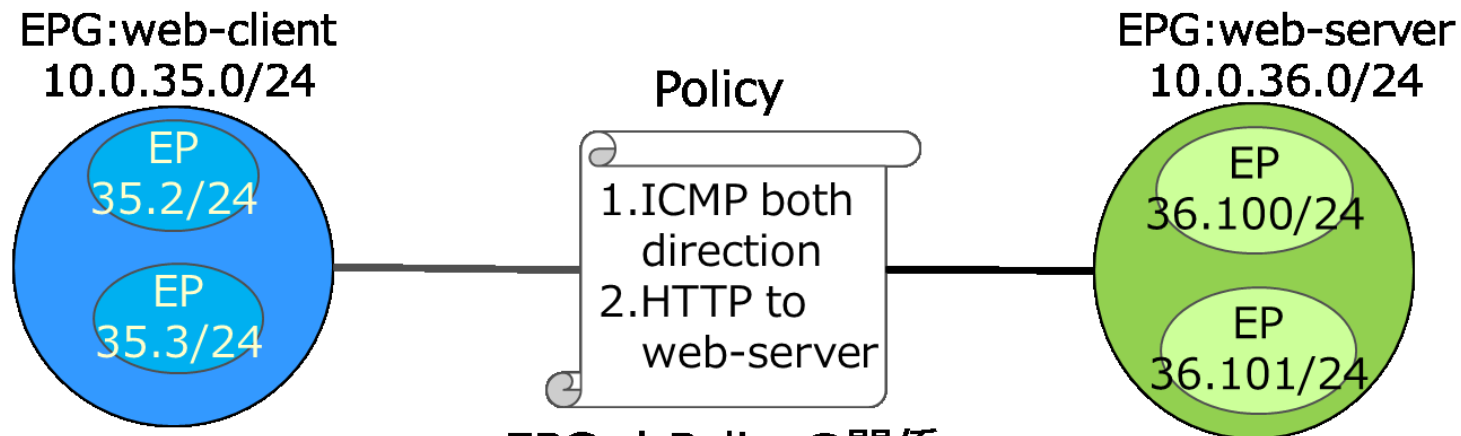 EPG:web-client
10.0.35.0/24
EP
35.2/24
EP
35.3/24
Policy
1.ICMP both
direction
2.HTTP to
web-server
EPG:web-server
10.0.36.0/24
EP
36.100/24
EP
36.101/24